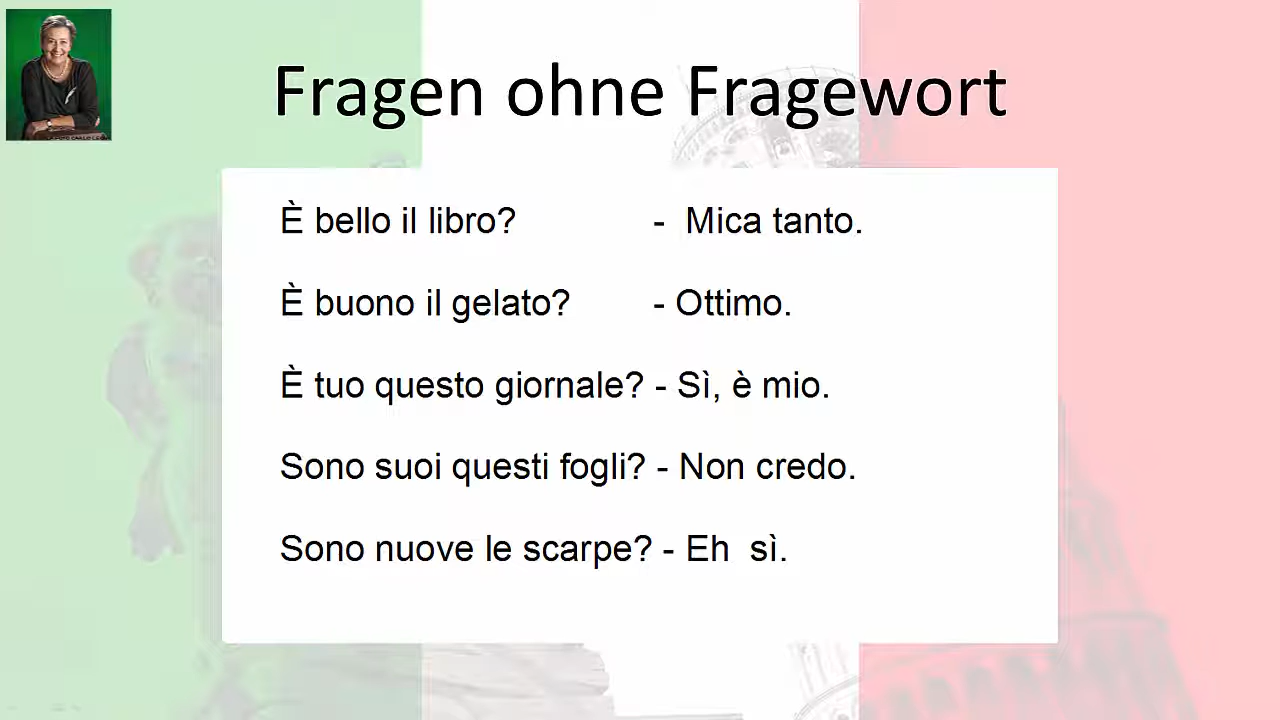 Fragen ohne Fragewort
È bello il libro? - Mica tanto.
È buono il gelato? - Ottimo.
È tuo questo giornale? - Sì, è mio.
Sono suoi questi fogli? - Non credo.
Sono nuove le scarpe? - Eh sì.